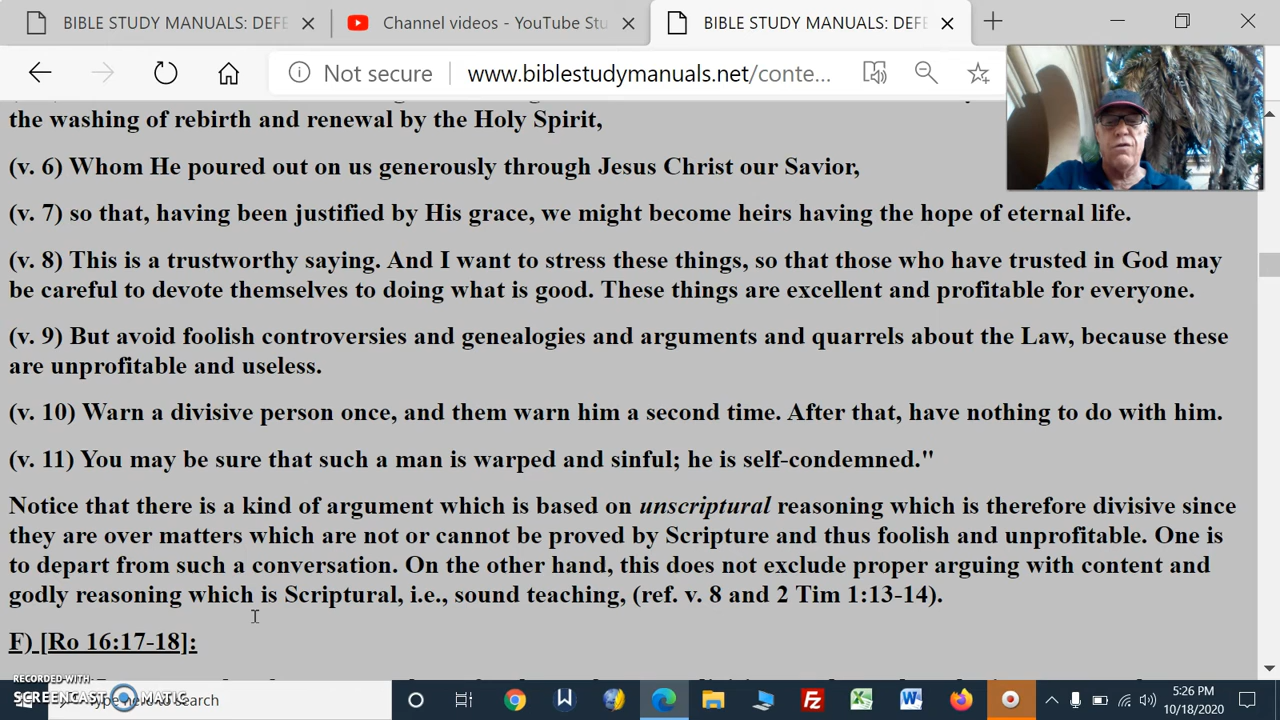 BIBLE STUDY MANUALS: DEFE
Channel videos - YouTube Stu
BIBLE STUDY MANUALS: DEFE
Not secure
www.biblestudymanuals.net/conte...
the washing of rebirth and renewal by the Holy Spirit,
(v. 6) Whom He poured out on us generously through Jesus Christ our Savior,
(v. 7) so that, having been justified by His grace, we might become heirs having the hope of eternal life.
(v. 8) This is a trustworthy saying. And I want to stress these things, so that those who have trusted in God may
be careful to devote themselves to doing what is good. These things are excellent and profitable for everyone.
(v. 9) But avoid foolish controversies and genealogies and arguments and quarrels about the Law, because these
are unprofitable and useless.
(v. 10) Warn a divisive person once, and them warn him a second time. After that, have nothing to do with him.
(v. 11) You may be sure that such a man is warped and sinful; he is self-condemned."
Notice that there is a kind of argument which is based on unscriptural reasoning which is therefore divisive since
they are over matters which are not or cannot be proved by Scripture and thus foolish and unprofitable. One is
to depart from such a conversation. On the other hand, this does not exclude proper arguing with content and
godly reasoning which is Scriptural, i.e., sound teaching, (ref. v. 8 and 2 Tim 1:13-14).
F) [Ro 16:17-18]:
RECORDED WITH
SCREENCAST MATIC
Type here to search
5:26 PM
10/18/2020